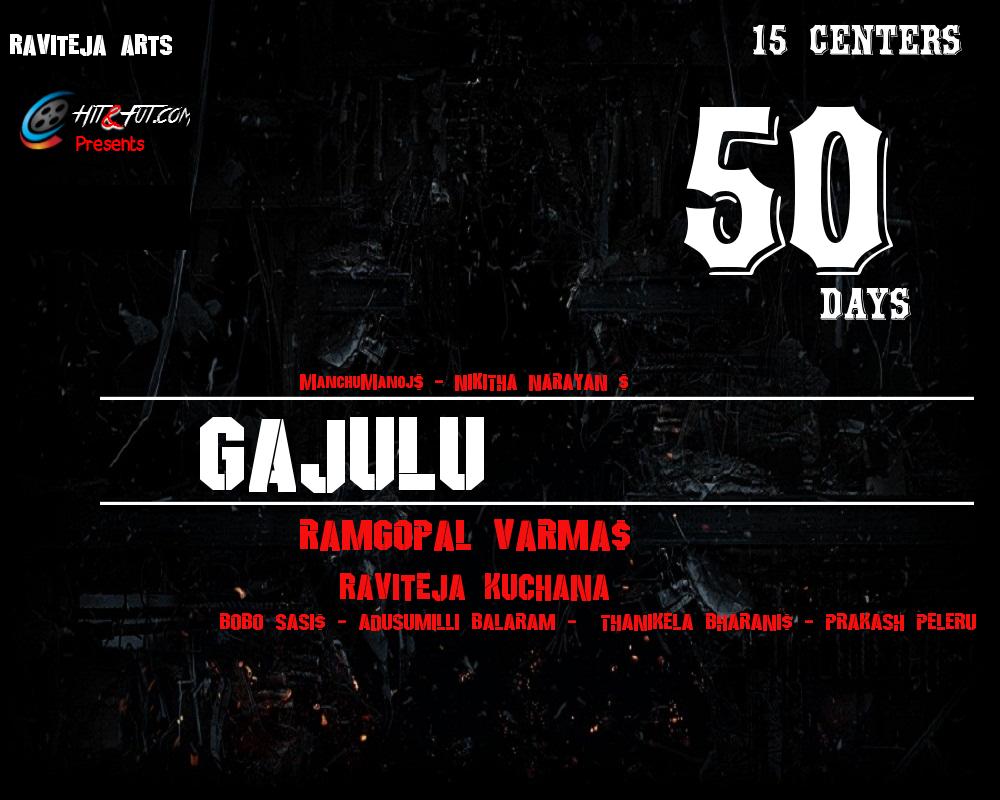 RAVITEJA ARTS
15 CENTERS
HIT&FUT.COM
Presents
50
DAYS
MANCHUMANOJ$ - NIKITHA NARAYAN $
GAJULU
RAMGOPAL VARMA$
RAVITEJA KUCHANA
BOBO SASI$ - ADUSUMILLI BALARAM - THANIKELA BHARANI$ - PRAKASH PELERU